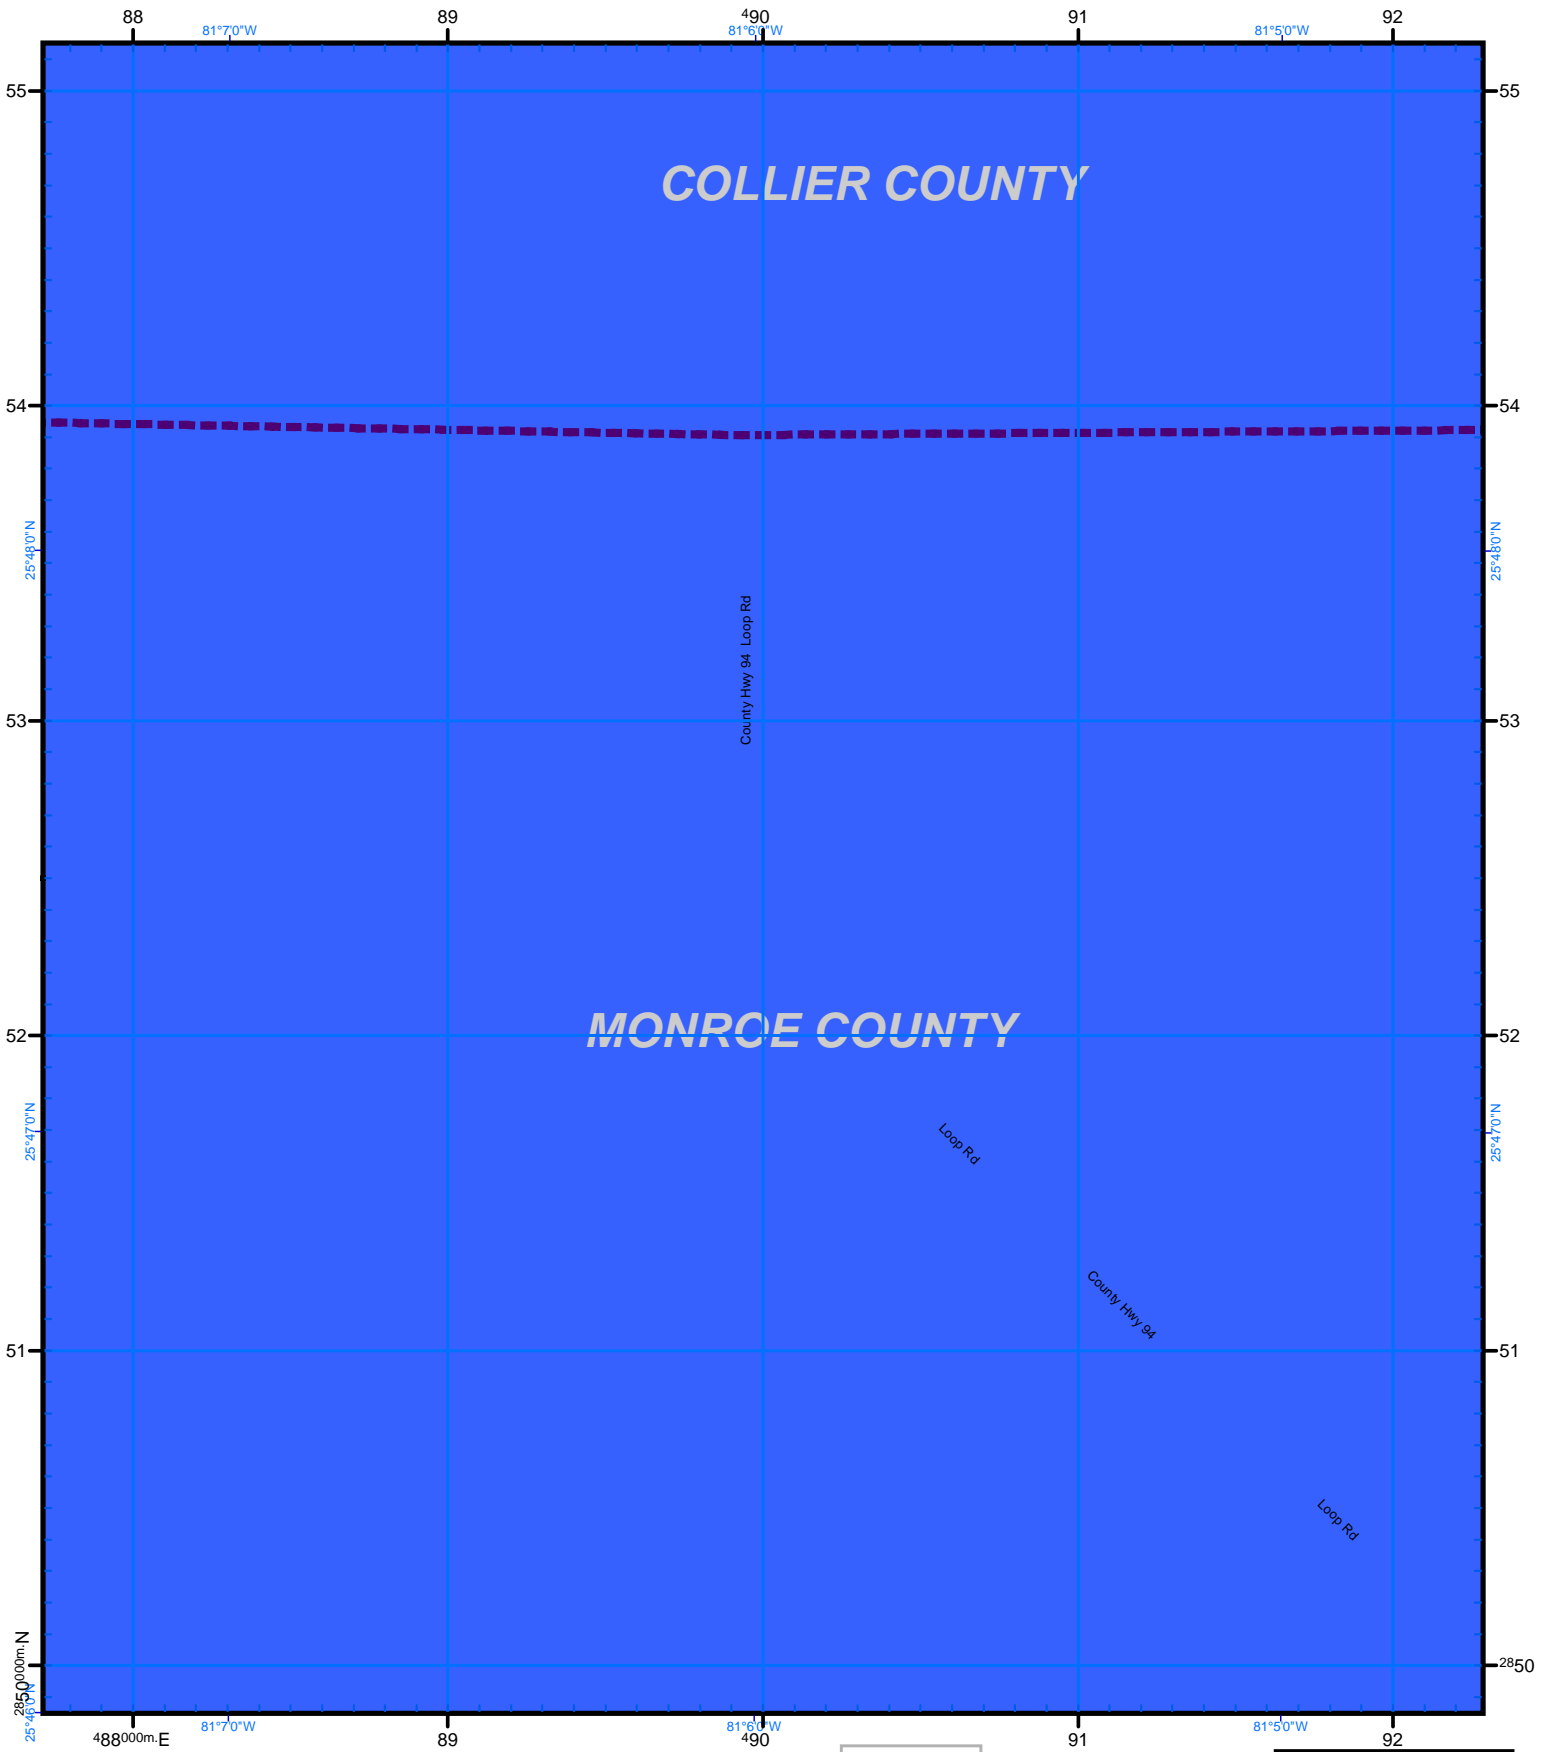 88 89 490 91 92
81°7'0"W 81°6'0"W 81°5'0"W
55 55
COLLIER COUNTY
54 54
25°48'0"N 25°48'0"N
County Hwy 94 Loop Rd
53 53
MONROE COUNTY
52 52
25°47'0"N 25°47'0"N
Loop Rd
County Hwy 94
51 51
Loop Rd
2850000m.N 2850
25°46'0"N
81°7'0"W 81°6'0"W 81°5'0"W
488000m.E 89 490 91 92